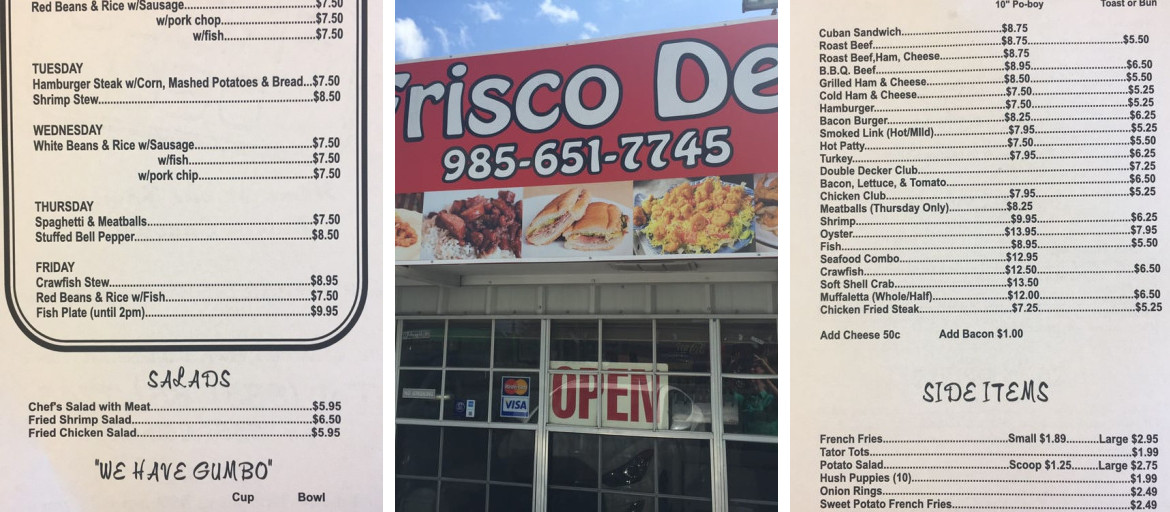 Red Beans & Rice w/Sausage...$7.50
w/pork chop...$7.50
w/fish...$7.50
TUESDAY
Hamburger Steak w/Corn, Mashed Potatoes & Bread...$7.50
Shrimp Stew...$8.50
WEDNESDAY
White Beans & Rice w/Sausage...$7.50
w/fish...$7.50
w/pork chip...$7.50
THURSDAY
Spaghetti & Meatballs...$7.50
Stuffed Bell Pepper...$8.50
FRIDAY
Crawfish Stew...$8.95
Red Beans & Rice w/Fish...$7.50
Fish Plate (until 2pm)...$9.95
SALADS
Chef's Salad with Meat...$5.95
Fried Shrimp Salad...$6.50
Fried Chicken Salad...$5.95
"WE HAVE GUMBO"
Cup Bowl
Frisco De
985-651-7745
OPEN
MasterCard
VISA
10" Po-boy Toast or Bun
Cuban Sandwich...$8.75
Roast Beef...$8.75...$5.50
Roast Beef,Ham, Cheese...$8.75
B.B.Q. Beef...$8.95...$6.50
Grilled Ham & Cheese...$8.50...$5.50
Cold Ham & Cheese...$7.50...$5.25
Hamburger...$7.50...$5.25
Bacon Burger...$8.25...$6.25
Smoked Link (Hot/Mlld)...$7.95...$5.25
Hot Patty...$7.50...$5.50
Turkey...$7.95...$6.25
Double Decker Club...$7.25
Bacon, Lettuce, & Tomato...$6.50
Chicken Club...$7.95...$5.25
Meatballs (Thursday Only)...$8.25
Shrimp...$9.95...$6.25
Oyster...$13.95...$7.95
Fish...$8.95...$5.50
Seafood Combo...$12.95
Crawfish...$12.50...$6.50
Soft Shell Crab...$13.50
Muffaletta (Whole/Half)...$12.00...$6.50
Chicken Fried Steak...$7.25...$5.25
Add Cheese 50c Add Bacon $1.00
SIDE ITEMS
French Fries...Small $1.89...Large $2.95
Tator Tots...$1.99
Potato Salad...Scoop $1.25...Large $2.75
Hush Puppies (10)...$1.99
Onion Rings...$2.49
Sweet Potato French Fries...$2.49